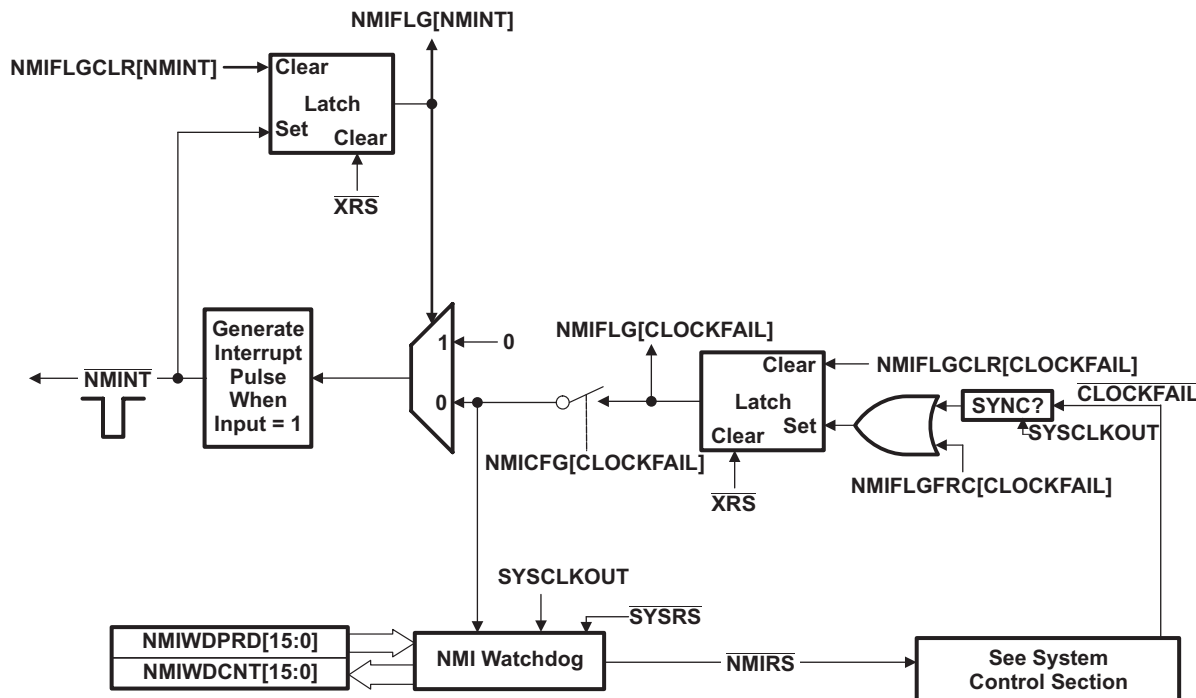 NMIFLG[NMINT]
NMIFLGCLR[NMINT]
Clear
Latch
Set
Clear
XRS
Generate
Interrupt
Pulse
When
Input = 1
NMINT
1
0
0
NMIFLG[CLOCKFAIL]
NMICFG[CLOCKFAIL]
Clear
Latch
Set
Clear
XRS
NMIFLGCLR[CLOCKFAIL]
CLOCKFAIL
SYNC?
SYSCLKOUT
NMIFLGFRC[CLOCKFAIL]
SYSCLKOUT
SYSRS
NMIWDPRD[15:0]
NMIWDCNT[15:0]
NMI Watchdog
NMIRS
See System
Control Section